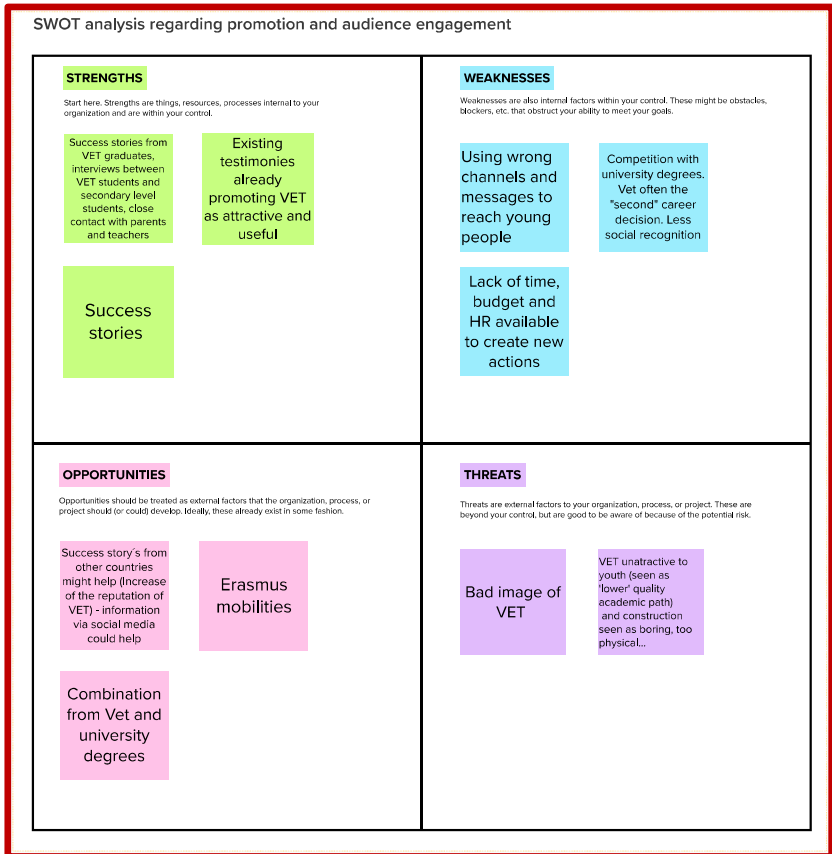 SWOT analysis regarding promotion and audience engagement
STRENGTHS
Start here. Strengths are things, resources, processes internal to your
organization and are within your control.
Success stories from
VET graduates,
interviews between
VET students and
secondary level
students, close
contact with parents
and teachers
Existing
testimonies
already
promoting VET
as attractive and
useful
Success
stories
WEAKNESSES
Weaknesses are also internal factors within your control. These might be obstacles,
blockers, etc. that obstruct your ability to meet your goals.
Using wrong
channels and
messages to
reach young
people
Competition with
university degrees.
Vet often the
"second" career
decision. Less
social recognition
Lack of time,
budget and
HR available
to create new
actions
OPPORTUNITIES
Opportunities should be treated as external factors that the organization, process, or
project should (or could) develop. Ideally, these already exist in some fashion.
Success story´s from
other countries
might help (Increase
of the reputation of
VET) - information
via social media
could help
Erasmus
mobilities
Combination
from Vet and
university
degrees
THREATS
Threats are external factors to your organization, process, or project. These are
beyond your control, but are good to be aware of because of the potential risk.
Bad image of
VET
VET unatractive to
youth (seen as
'lower' quality
academic path)
and construction
seen as boring, too
physical...